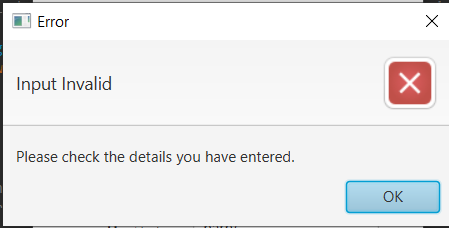 Error
Input Invalid
Please check the details you have entered.
OK